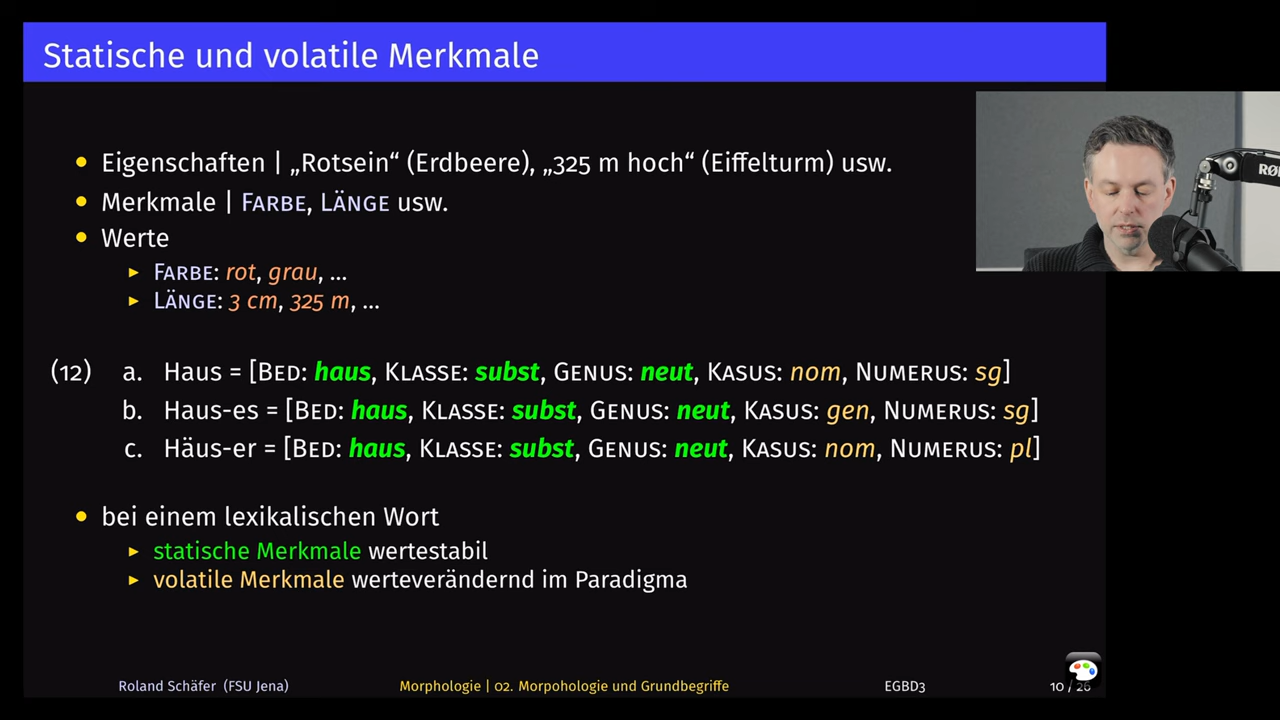 Statische und volatile Merkmale
• Eigenschaften | „Rotsein“ (Erdbeere), „325 m hoch“ (Eiffelturm) usw.
• Merkmale | FARBE, LÄNGE usw.
• Werte
▸ FARBE: rot, grau, …
▸ LÄNGE: 3 cm, 325 m, …
(12) a. Haus = [BED: haus, KLASSE: subst, GENUS: neut, KASUS: nom, NUMERUS: sg]
b. Haus-es = [BED: haus, KLASSE: subst, GENUS: neut, KASUS: gen, NUMERUS: sg]
c. Häus-er = [BED: haus, KLASSE: subst, GENUS: neut, KASUS: nom, NUMERUS: pl]
• bei einem lexikalischen Wort
▸ statische Merkmale wertestabil
▸ volatile Merkmale werteverändernd im Paradigma
Roland Schäfer (FSU Jena) Morphologie | 02. Morpohologie und Grundbegriffe EGBD3 10 / 26